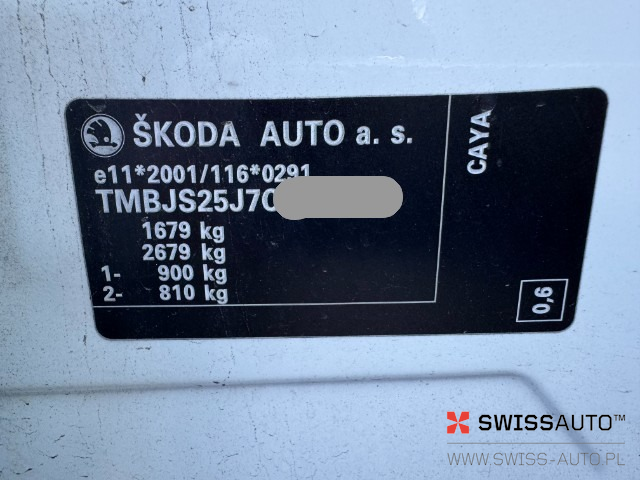 ŠKODA AUTO a. s.
e11*2001/116*0291
TMBJS25J7C
1679 kg
2679 kg
1- 900 kg
2- 810 kg
CAYA
0,6
SWISSAUTO™
WWW.SWISS-AUTO.PL